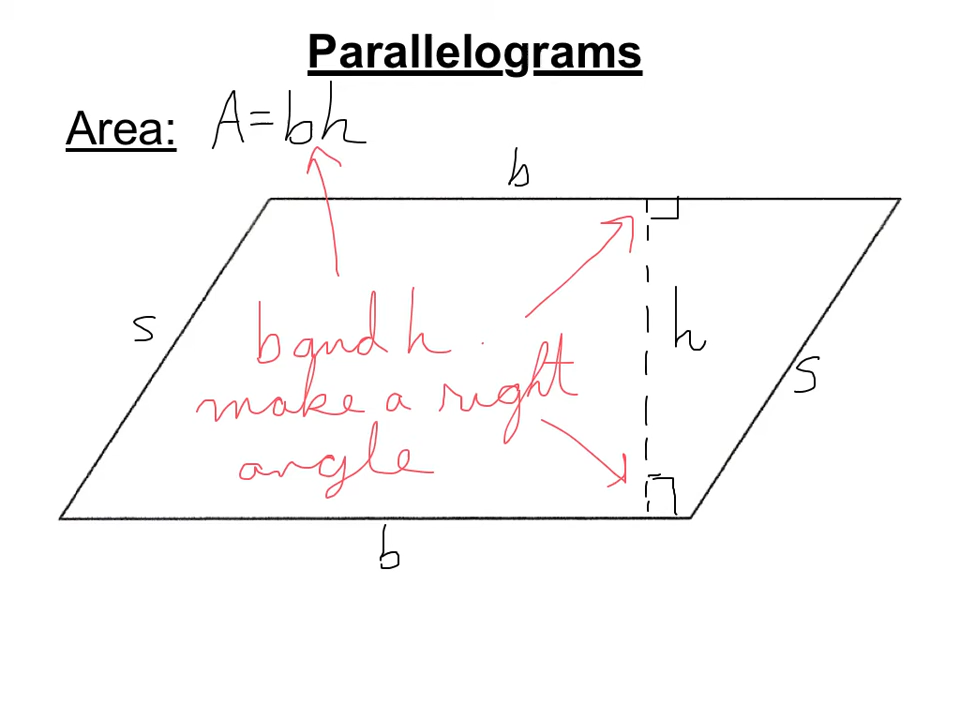 Parallelograms
Area: A=bh
b
s
h
b and h
make a right
angle
s
b